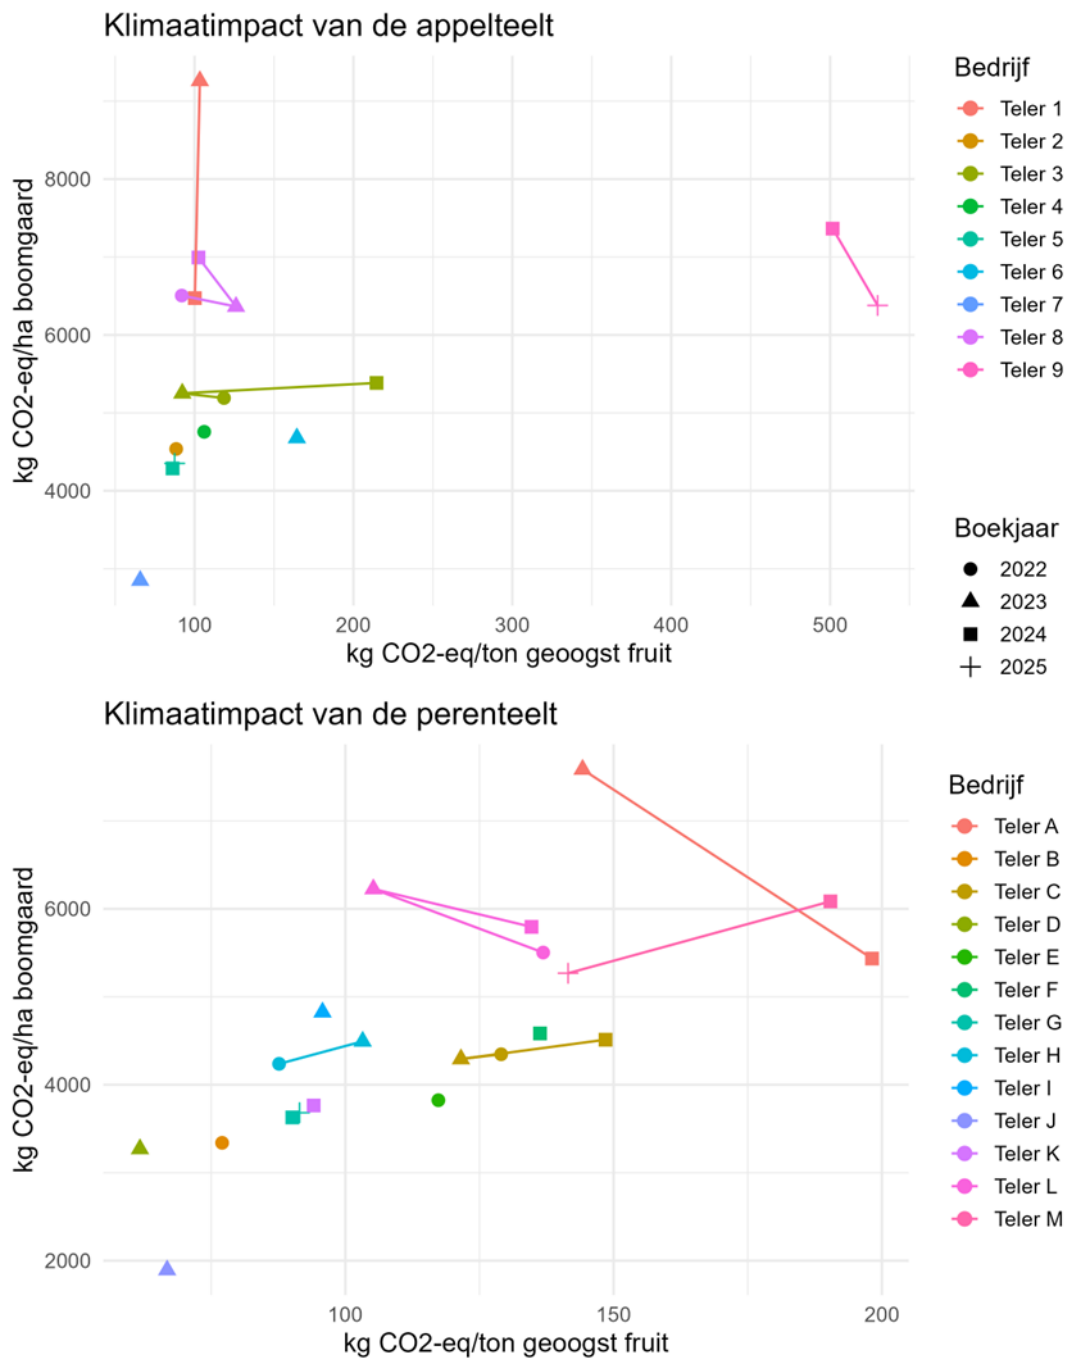 Klimaatimpact van de appelteelt
kg CO2-eq/ha boomgaard
8000
6000
4000
100
200
300
400
500
kg CO2-eq/ton geoogst fruit
Bedrijf
Teler 1
Teler 2
Teler 3
Teler 4
Teler 5
Teler 6
Teler 7
Teler 8
Teler 9
Boekjaar
2022
2023
2024
2025
Klimaatimpact van de perenteelt
kg CO2-eq/ha boomgaard
6000
4000
2000
100
150
200
kg CO2-eq/ton geoogst fruit
Bedrijf
Teler A
Teler B
Teler C
Teler D
Teler E
Teler F
Teler G
Teler H
Teler I
Teler J
Teler K
Teler L
Teler M